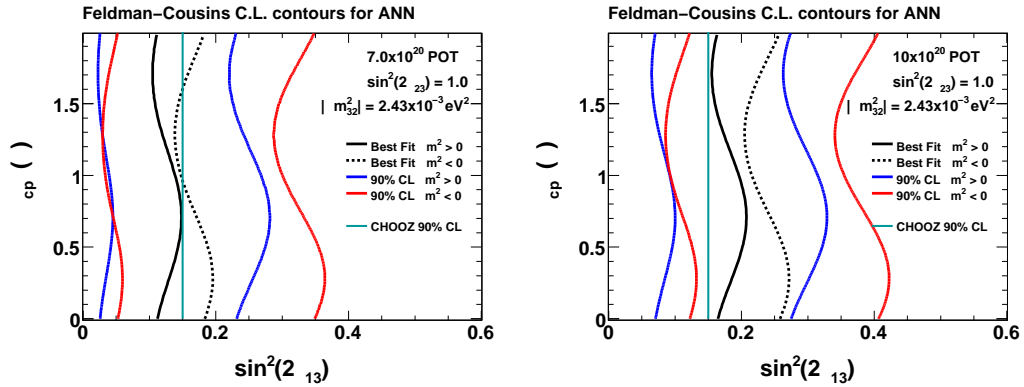 Feldman−Cousins C.L. contours for ANN
7.0x10²⁰ POT
sin²(2 ₂₃) = 1.0
| m²₃₂| = 2.43x10⁻³ eV²
Best Fit m² > 0
Best Fit m² < 0
90% CL m² > 0
90% CL m² < 0
CHOOZ 90% CL
cp ( )
0
0.5
1
1.5
0
0.2
0.4
0.6
sin²(2 ₁₃)
Feldman−Cousins C.L. contours for ANN
10x10²⁰ POT
sin²(2 ₂₃) = 1.0
| m²₃₂| = 2.43x10⁻³ eV²
Best Fit m² > 0
Best Fit m² < 0
90% CL m² > 0
90% CL m² < 0
CHOOZ 90% CL
cp ( )
0
0.5
1
1.5
0
0.2
0.4
0.6
sin²(2 ₁₃)